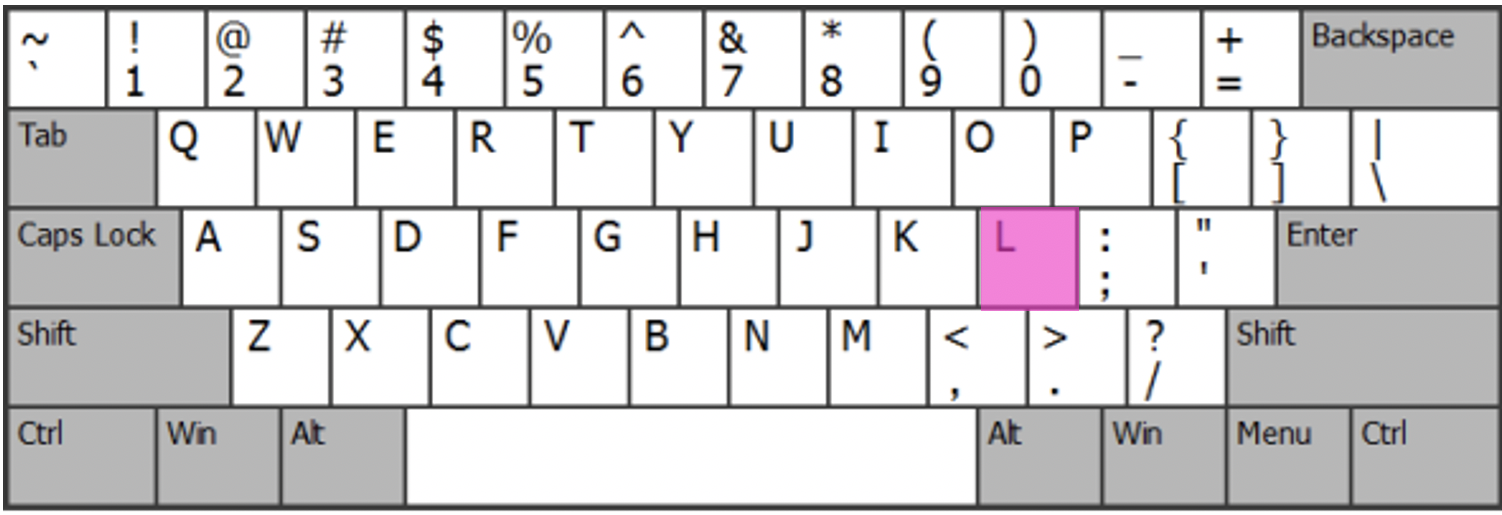 ~ ! @ # $ % ^ & * ( ) _ + Backspace
` 1 2 3 4 5 6 7 8 9 0 - =
Tab Q W E R T Y U I O P { } |
[ ] \
Caps Lock A S D F G H J K L : " Enter
; '
Shift Z X C V B N M < > ? Shift
, . /
Ctrl Win Alt Alt Win Menu Ctrl